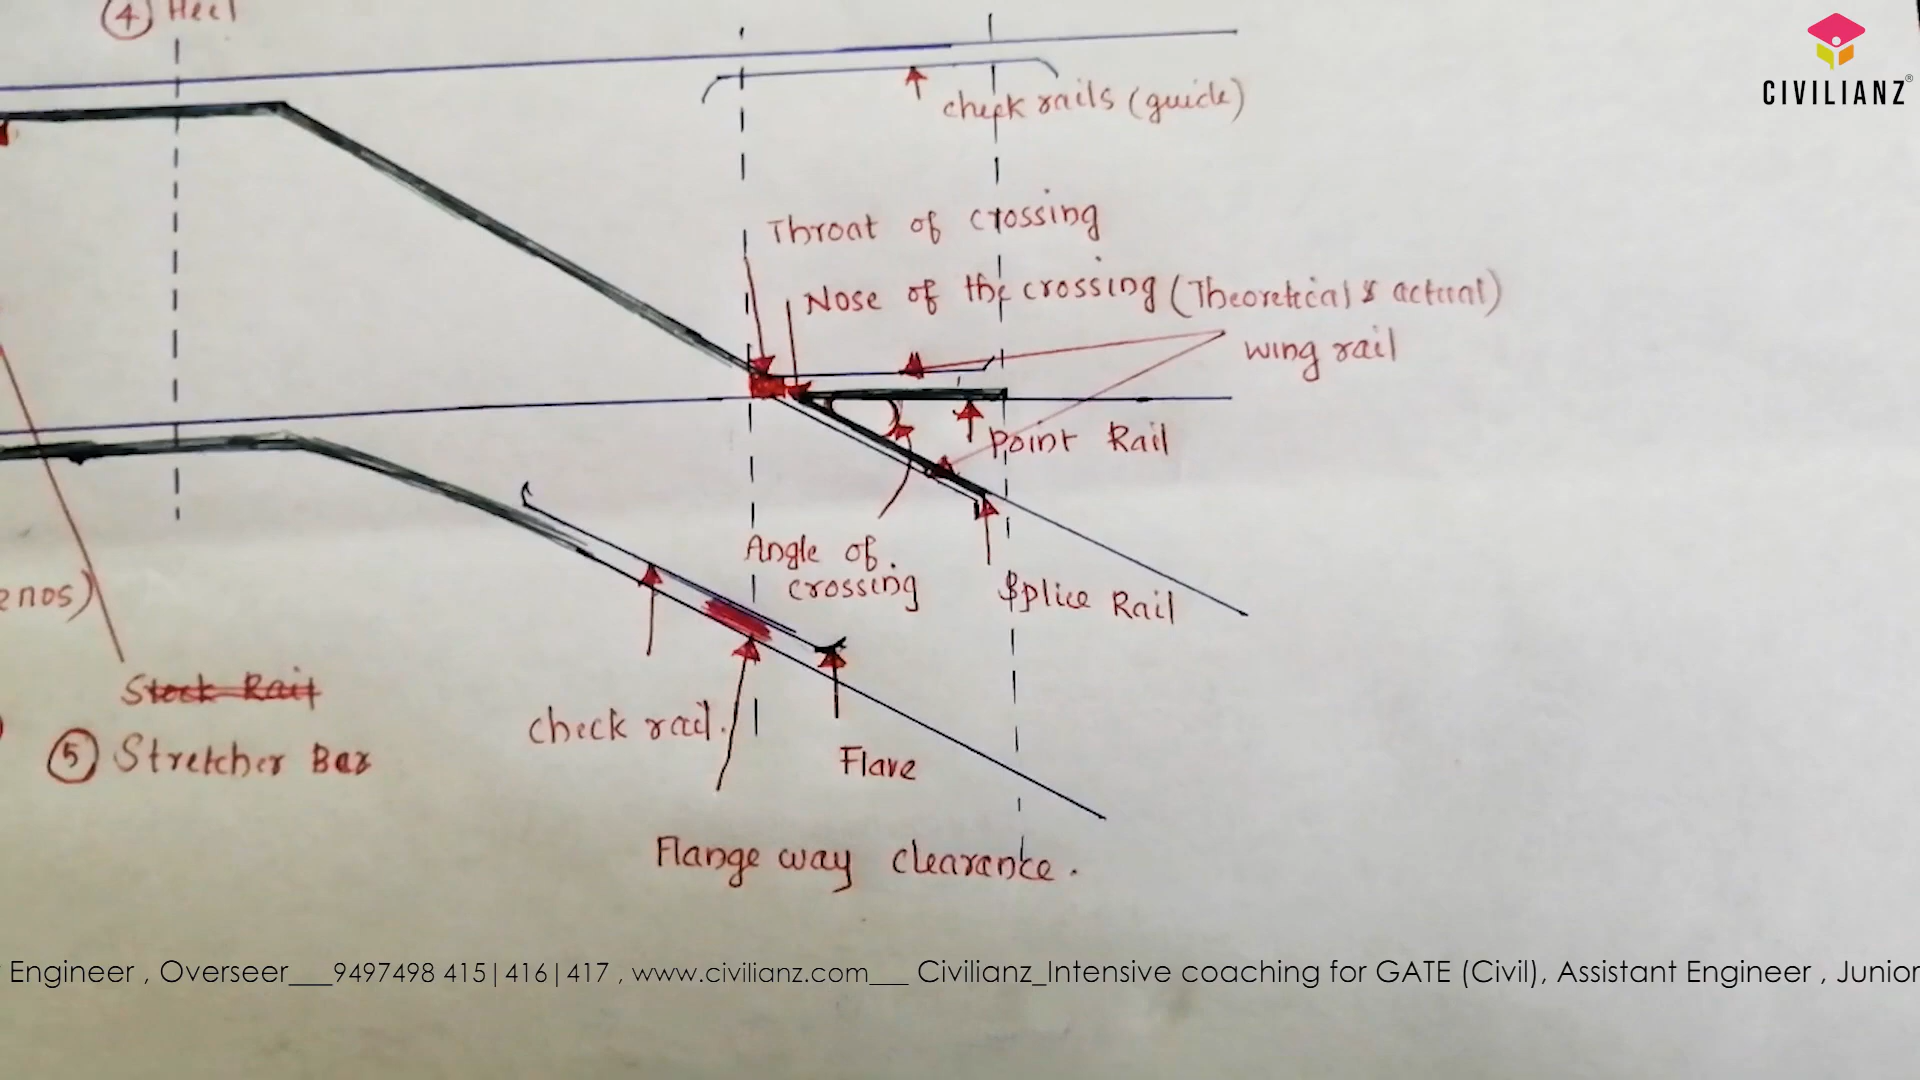 ④ Heel
CIVILIANZ®
check rails (guide)
Throat of crossing
Nose of the crossing (Theoretical & actual)
wing rail
Point Rail
Angle of
crossing
Splice Rail
enos)
Stock Rail
check rail.
⑤ Stretcher Bar
Flare
Flange way clearance.
Engineer , Overseer___9497498 415|416|417 , www.civilianz.com___ Civilianz_Intensive coaching for GATE (Civil), Assistant Engineer , Junior